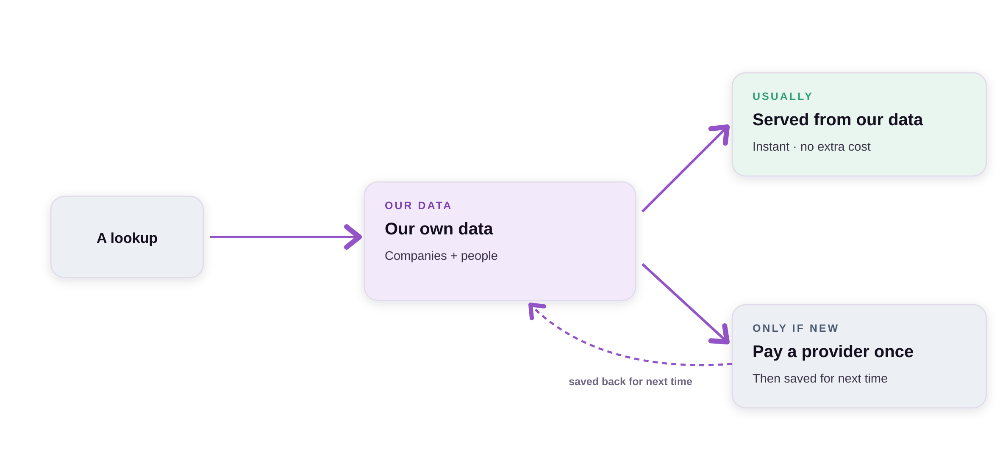 A lookup
OUR DATA
Our own data
Companies + people
USUALLY
Served from our data
Instant · no extra cost
ONLY IF NEW
Pay a provider once
Then saved for next time
saved back for next time